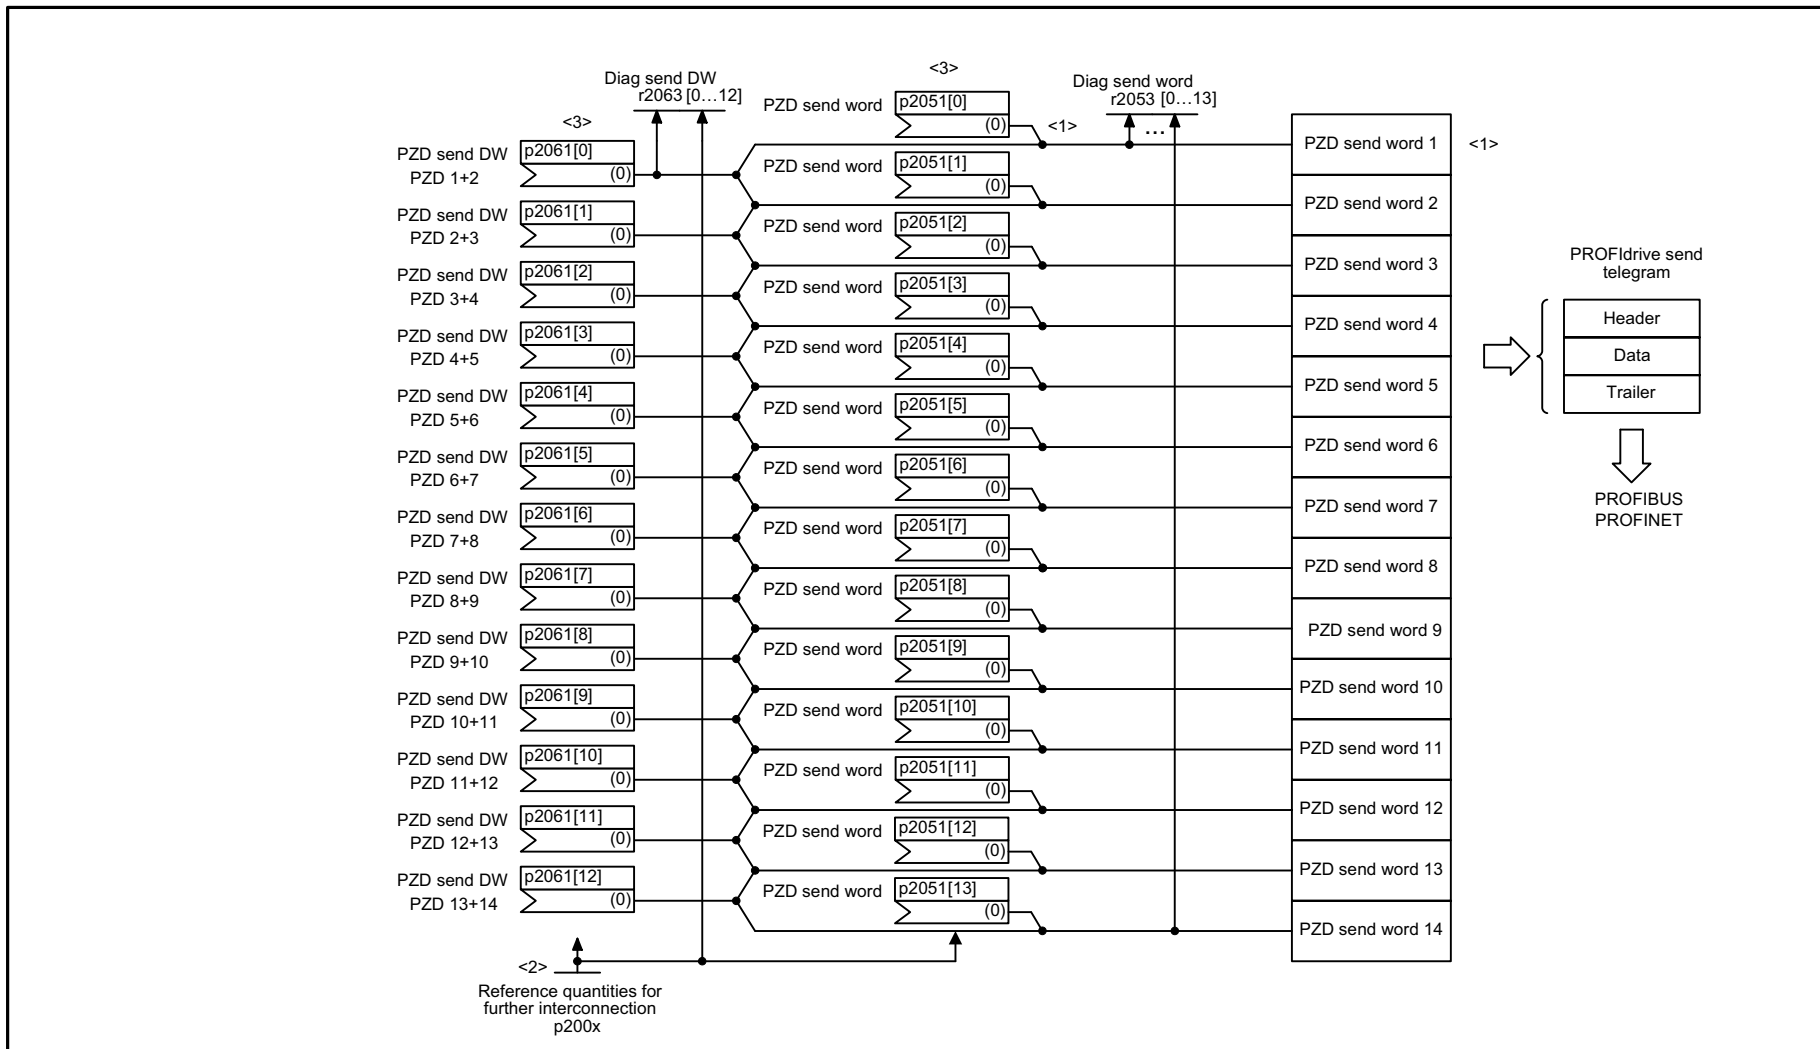 <3>
Diag send DW
r2063 [0...12]
<3>
PZD send word
p2051[0]
(0)
<1>
Diag send word
r2053 [0...13]
...
PZD send DW
PZD 1+2
p2061[0]
(0)
PZD send word
p2051[1]
(0)
PZD send word 1
<1>
PZD send DW
PZD 2+3
p2061[1]
(0)
PZD send word
p2051[2]
(0)
PZD send word 2
PZD send DW
PZD 3+4
p2061[2]
(0)
PZD send word
p2051[3]
(0)
PZD send word 3
PZD send DW
PZD 4+5
p2061[3]
(0)
PZD send word
p2051[4]
(0)
PZD send word 4
PZD send DW
PZD 5+6
p2061[4]
(0)
PZD send word
p2051[5]
(0)
PZD send word 5
PZD send DW
PZD 6+7
p2061[5]
(0)
PZD send word
p2051[6]
(0)
PZD send word 6
PZD send DW
PZD 7+8
p2061[6]
(0)
PZD send word
p2051[7]
(0)
PZD send word 7
PZD send DW
PZD 8+9
p2061[7]
(0)
PZD send word
p2051[8]
(0)
PZD send word 8
PZD send DW
PZD 9+10
p2061[8]
(0)
PZD send word
p2051[9]
(0)
PZD send word 9
PZD send DW
PZD 10+11
p2061[9]
(0)
PZD send word
p2051[10]
(0)
PZD send word 10
PZD send DW
PZD 11+12
p2061[10]
(0)
PZD send word
p2051[11]
(0)
PZD send word 11
PZD send DW
PZD 12+13
p2061[11]
(0)
PZD send word
p2051[12]
(0)
PZD send word 12
PZD send DW
PZD 13+14
p2061[12]
(0)
PZD send word
p2051[13]
(0)
PZD send word 13
PZD send word 14
<2>
Reference quantities for
further interconnection
p200x
PROFIdrive send
telegram
Header
Data
Trailer
PROFIBUS
PROFINET